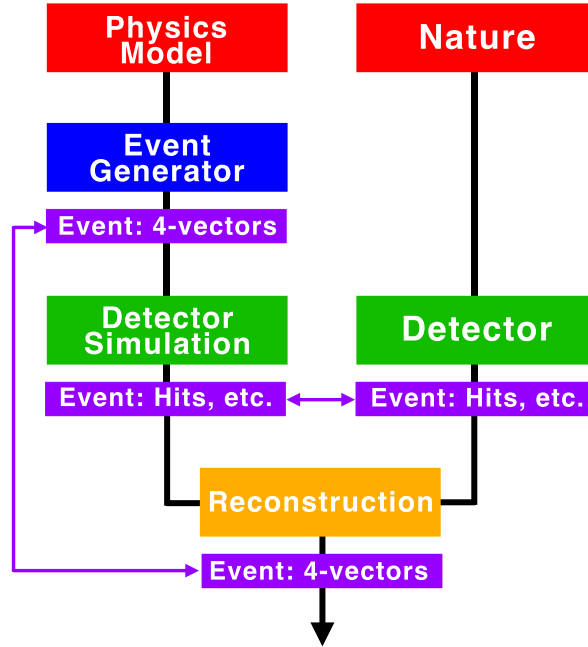 Physics
Model
Nature
Event
Generator
Event: 4-vectors
Detector
Simulation
Detector
Event: Hits, etc.
Event: Hits, etc.
Reconstruction
Event: 4-vectors